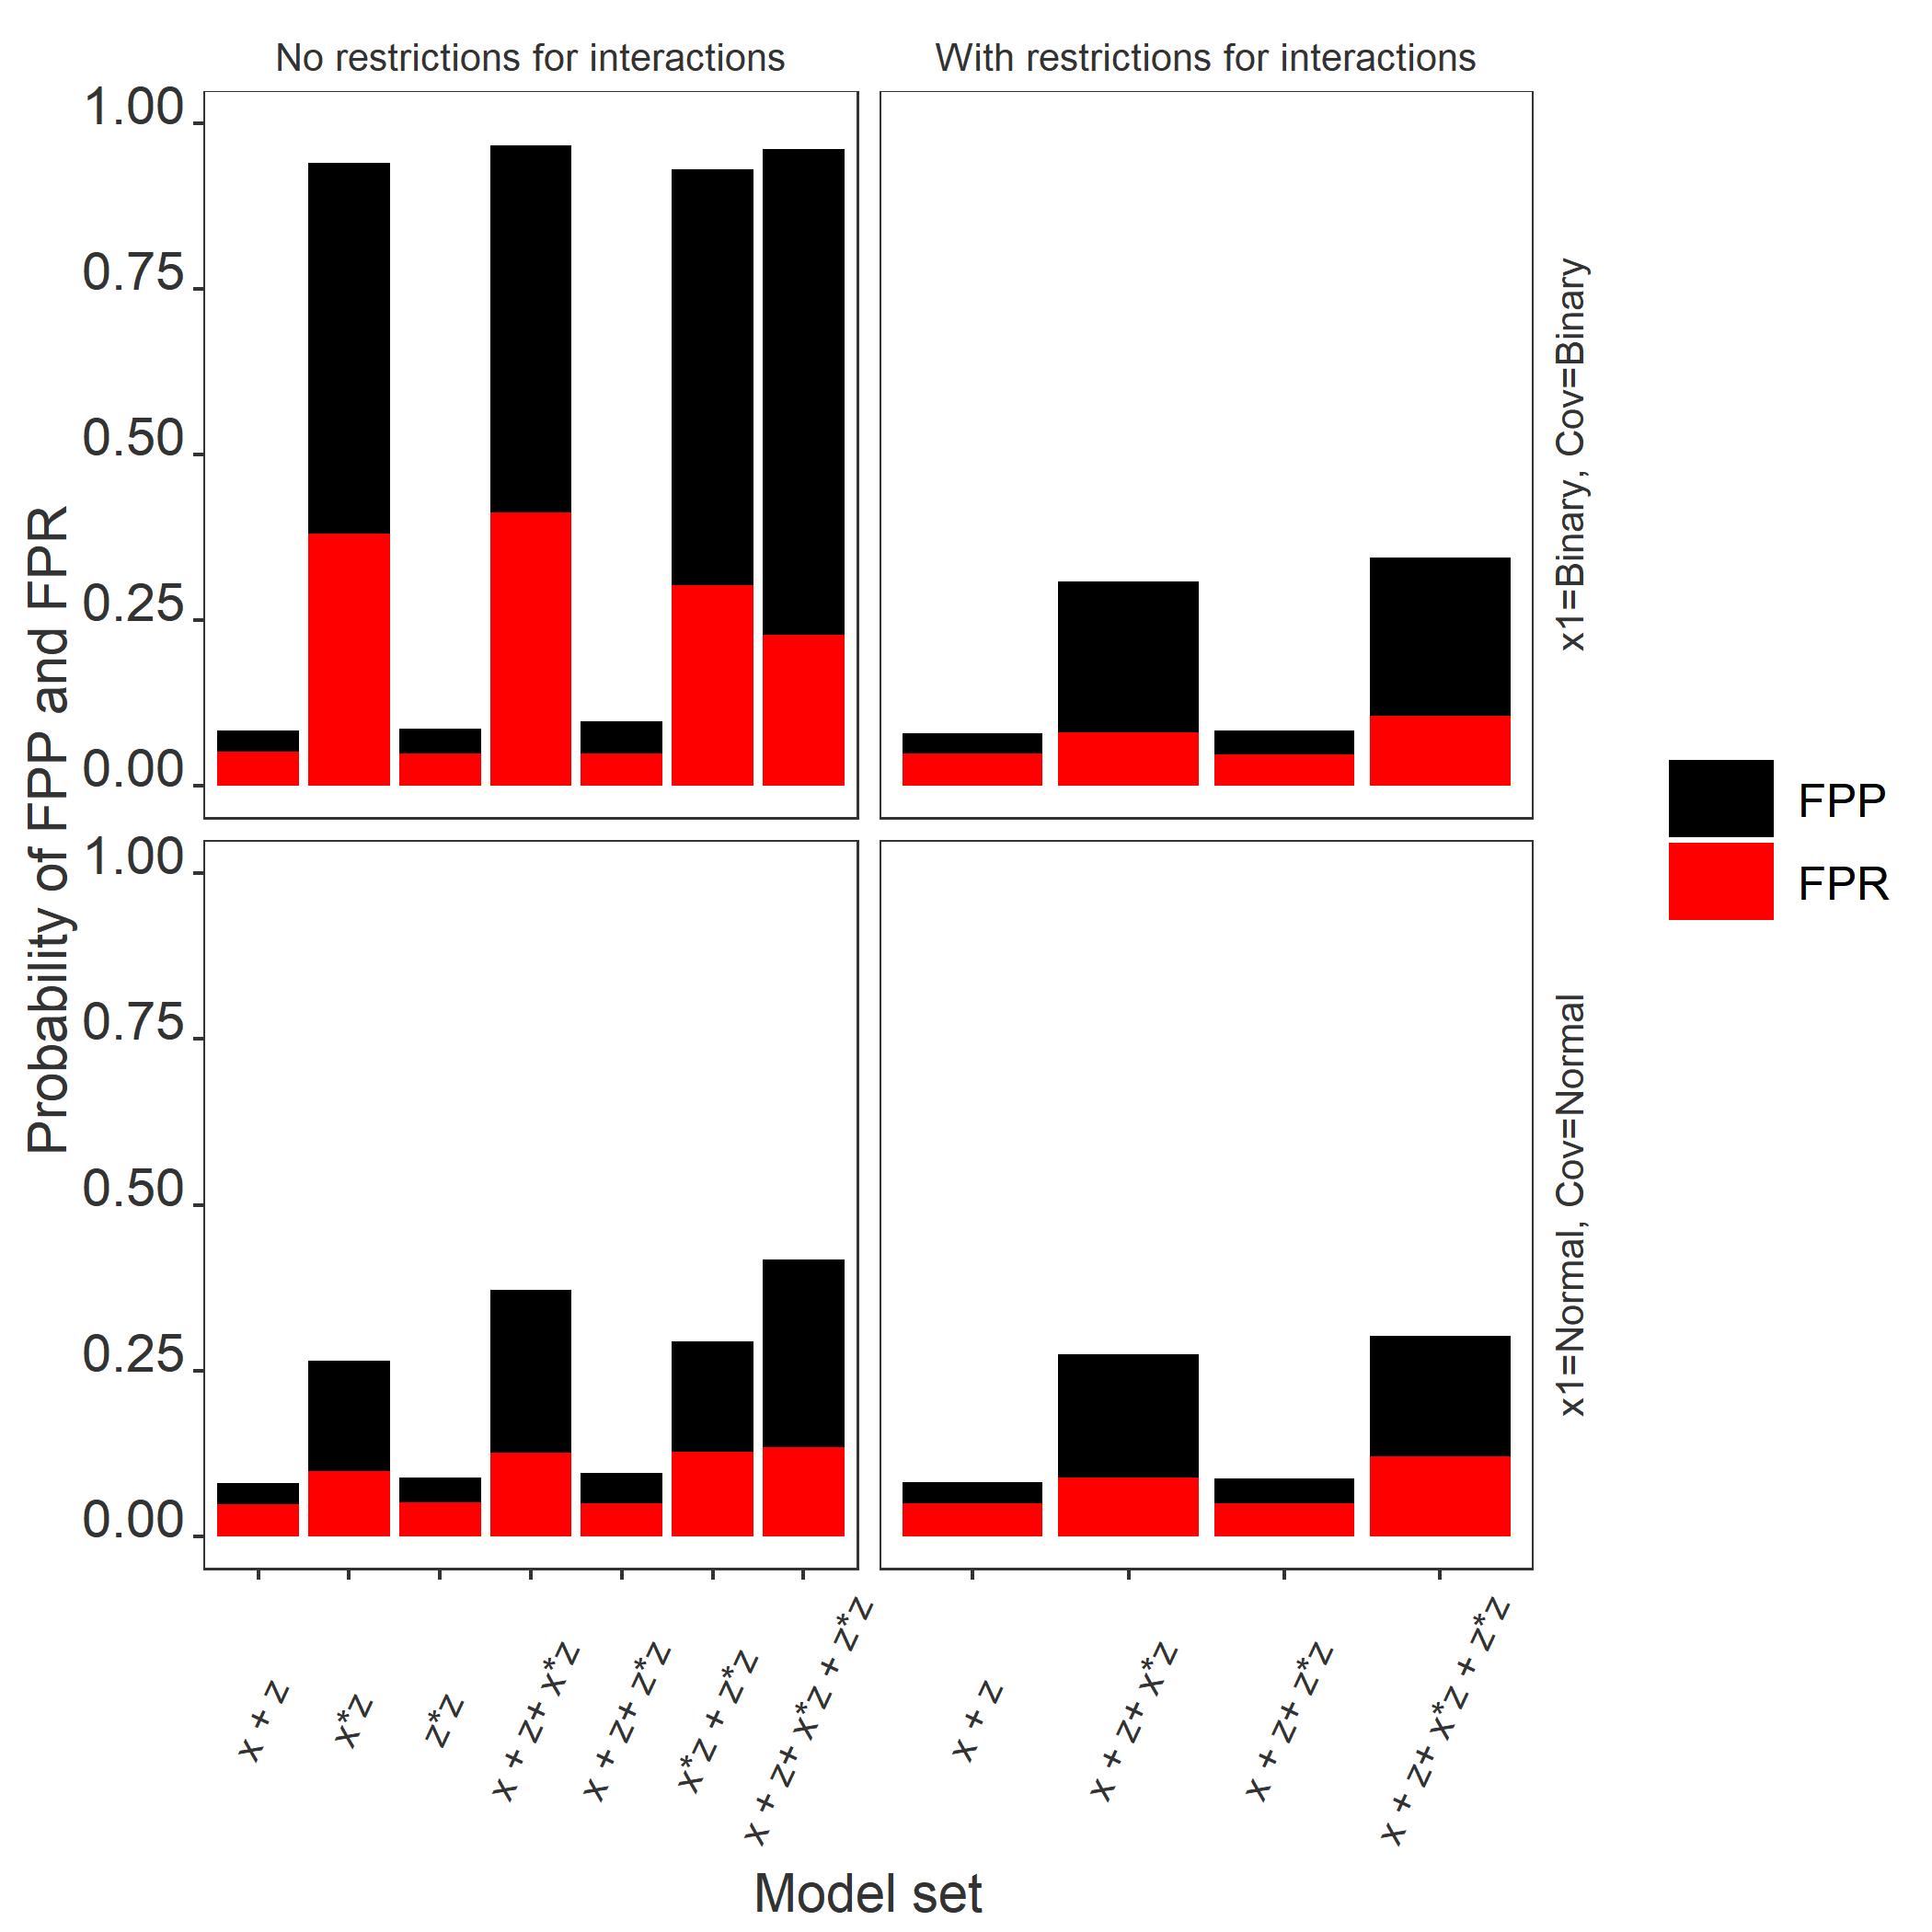 No restrictions for interactions
With restrictions for interactions
1.00
0.75
0.50
0.25
0.00
x1=Binary, Cov=Binary
Probability of FPP and FPR
FPP
FPR
1.00
0.75
0.50
0.25
0.00
x1=Normal, Cov=Normal
x + z
x*z
z*z
x + z+ x*z
x + z+ z*z
x*z + z*z
x + z+ x*z + z*z
x + z
x + z+ x*z
x + z+ z*z
x + z+ x*z + z*z
Model set